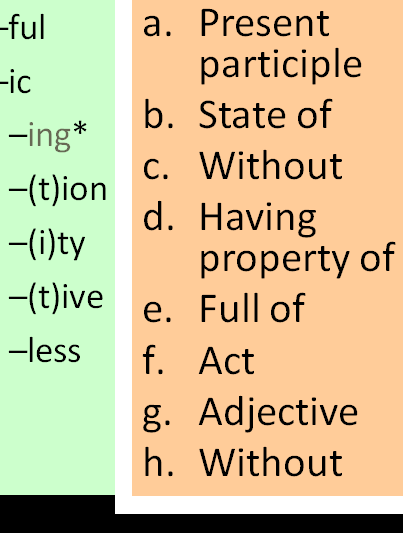 –ful
–ic
–ing*
–(t)ion
–(i)ty
–(t)ive
–less
a. Present
participle
b. State of
c. Without
d. Having
property of
e. Full of
f. Act
g. Adjective
h. Without